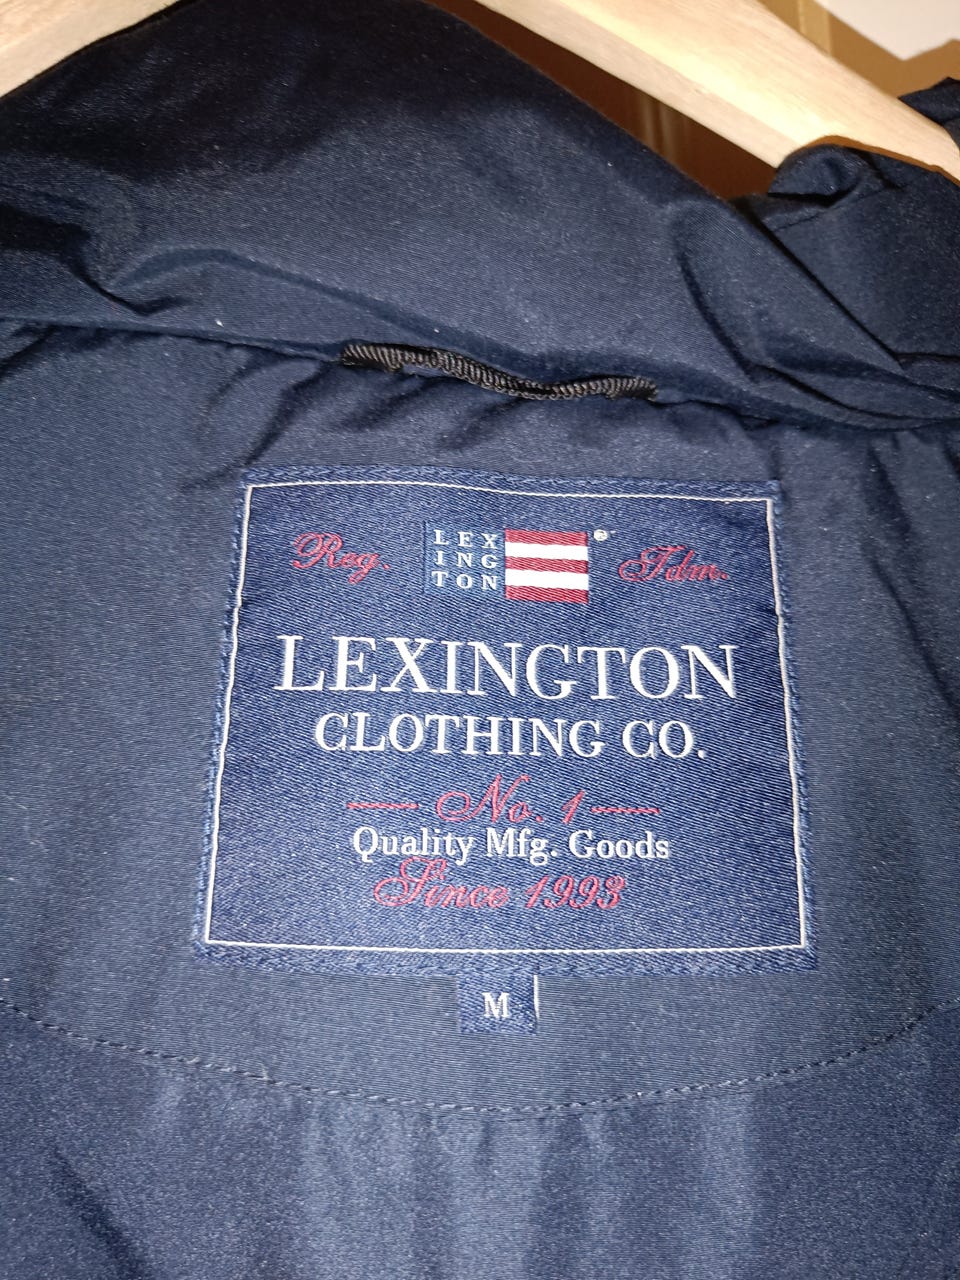 Reg.
LEX
ING
TON
®
Tdm.
LEXINGTON
CLOTHING CO.
No. 1
Quality Mfg. Goods
Since 1993
M